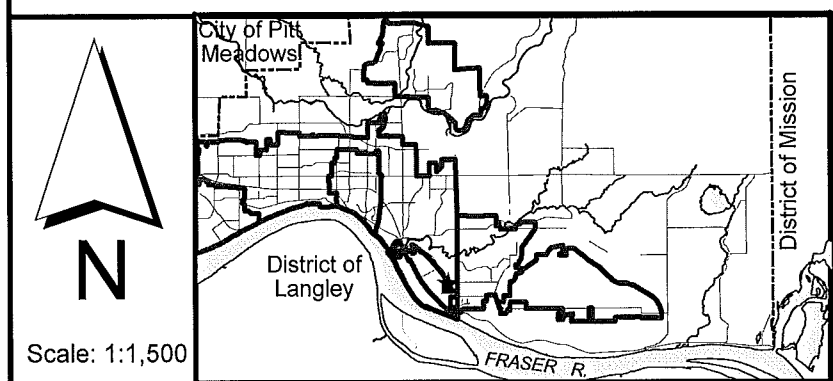 City of Pitt
Meadows
District of Mission
District of
Langley
FRASER R.
N
Scale: 1:1,500